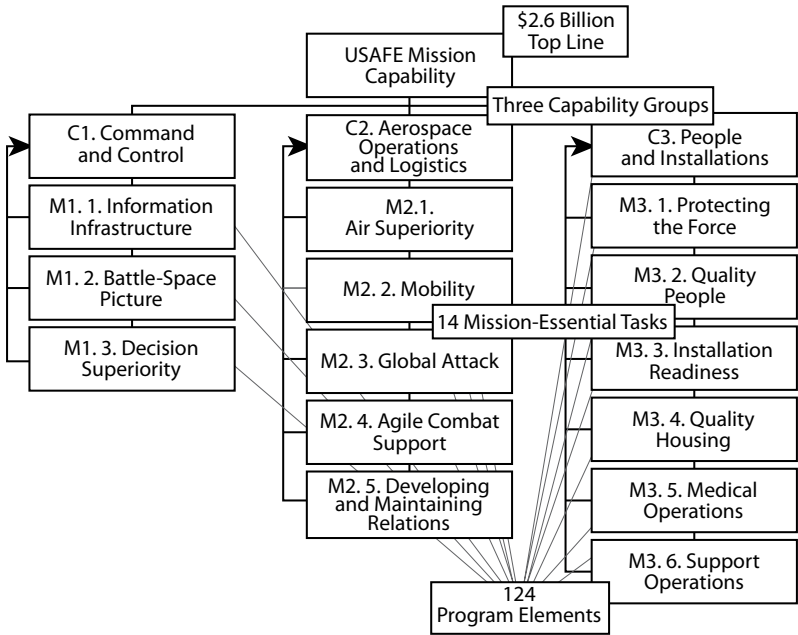 $2.6 Billion
Top Line
USAFE Mission
Capability
Three Capability Groups
C1. Command
and Control
M1. 1. Information
Infrastructure
M1. 2. Battle-Space
Picture
M1. 3. Decision
Superiority
C2. Aerospace
Operations
and Logistics
M2.1.
Air Superiority
M2. 2. Mobility
14 Mission-Essential Tasks
M2. 3. Global Attack
M2. 4. Agile Combat
Support
M2. 5. Developing
and Maintaining
Relations
C3. People
and Installations
M3. 1. Protecting
the Force
M3. 2. Quality
People
M3. 3. Installation
Readiness
M3. 4. Quality
Housing
M3. 5. Medical
Operations
M3. 6. Support
Operations
124
Program Elements